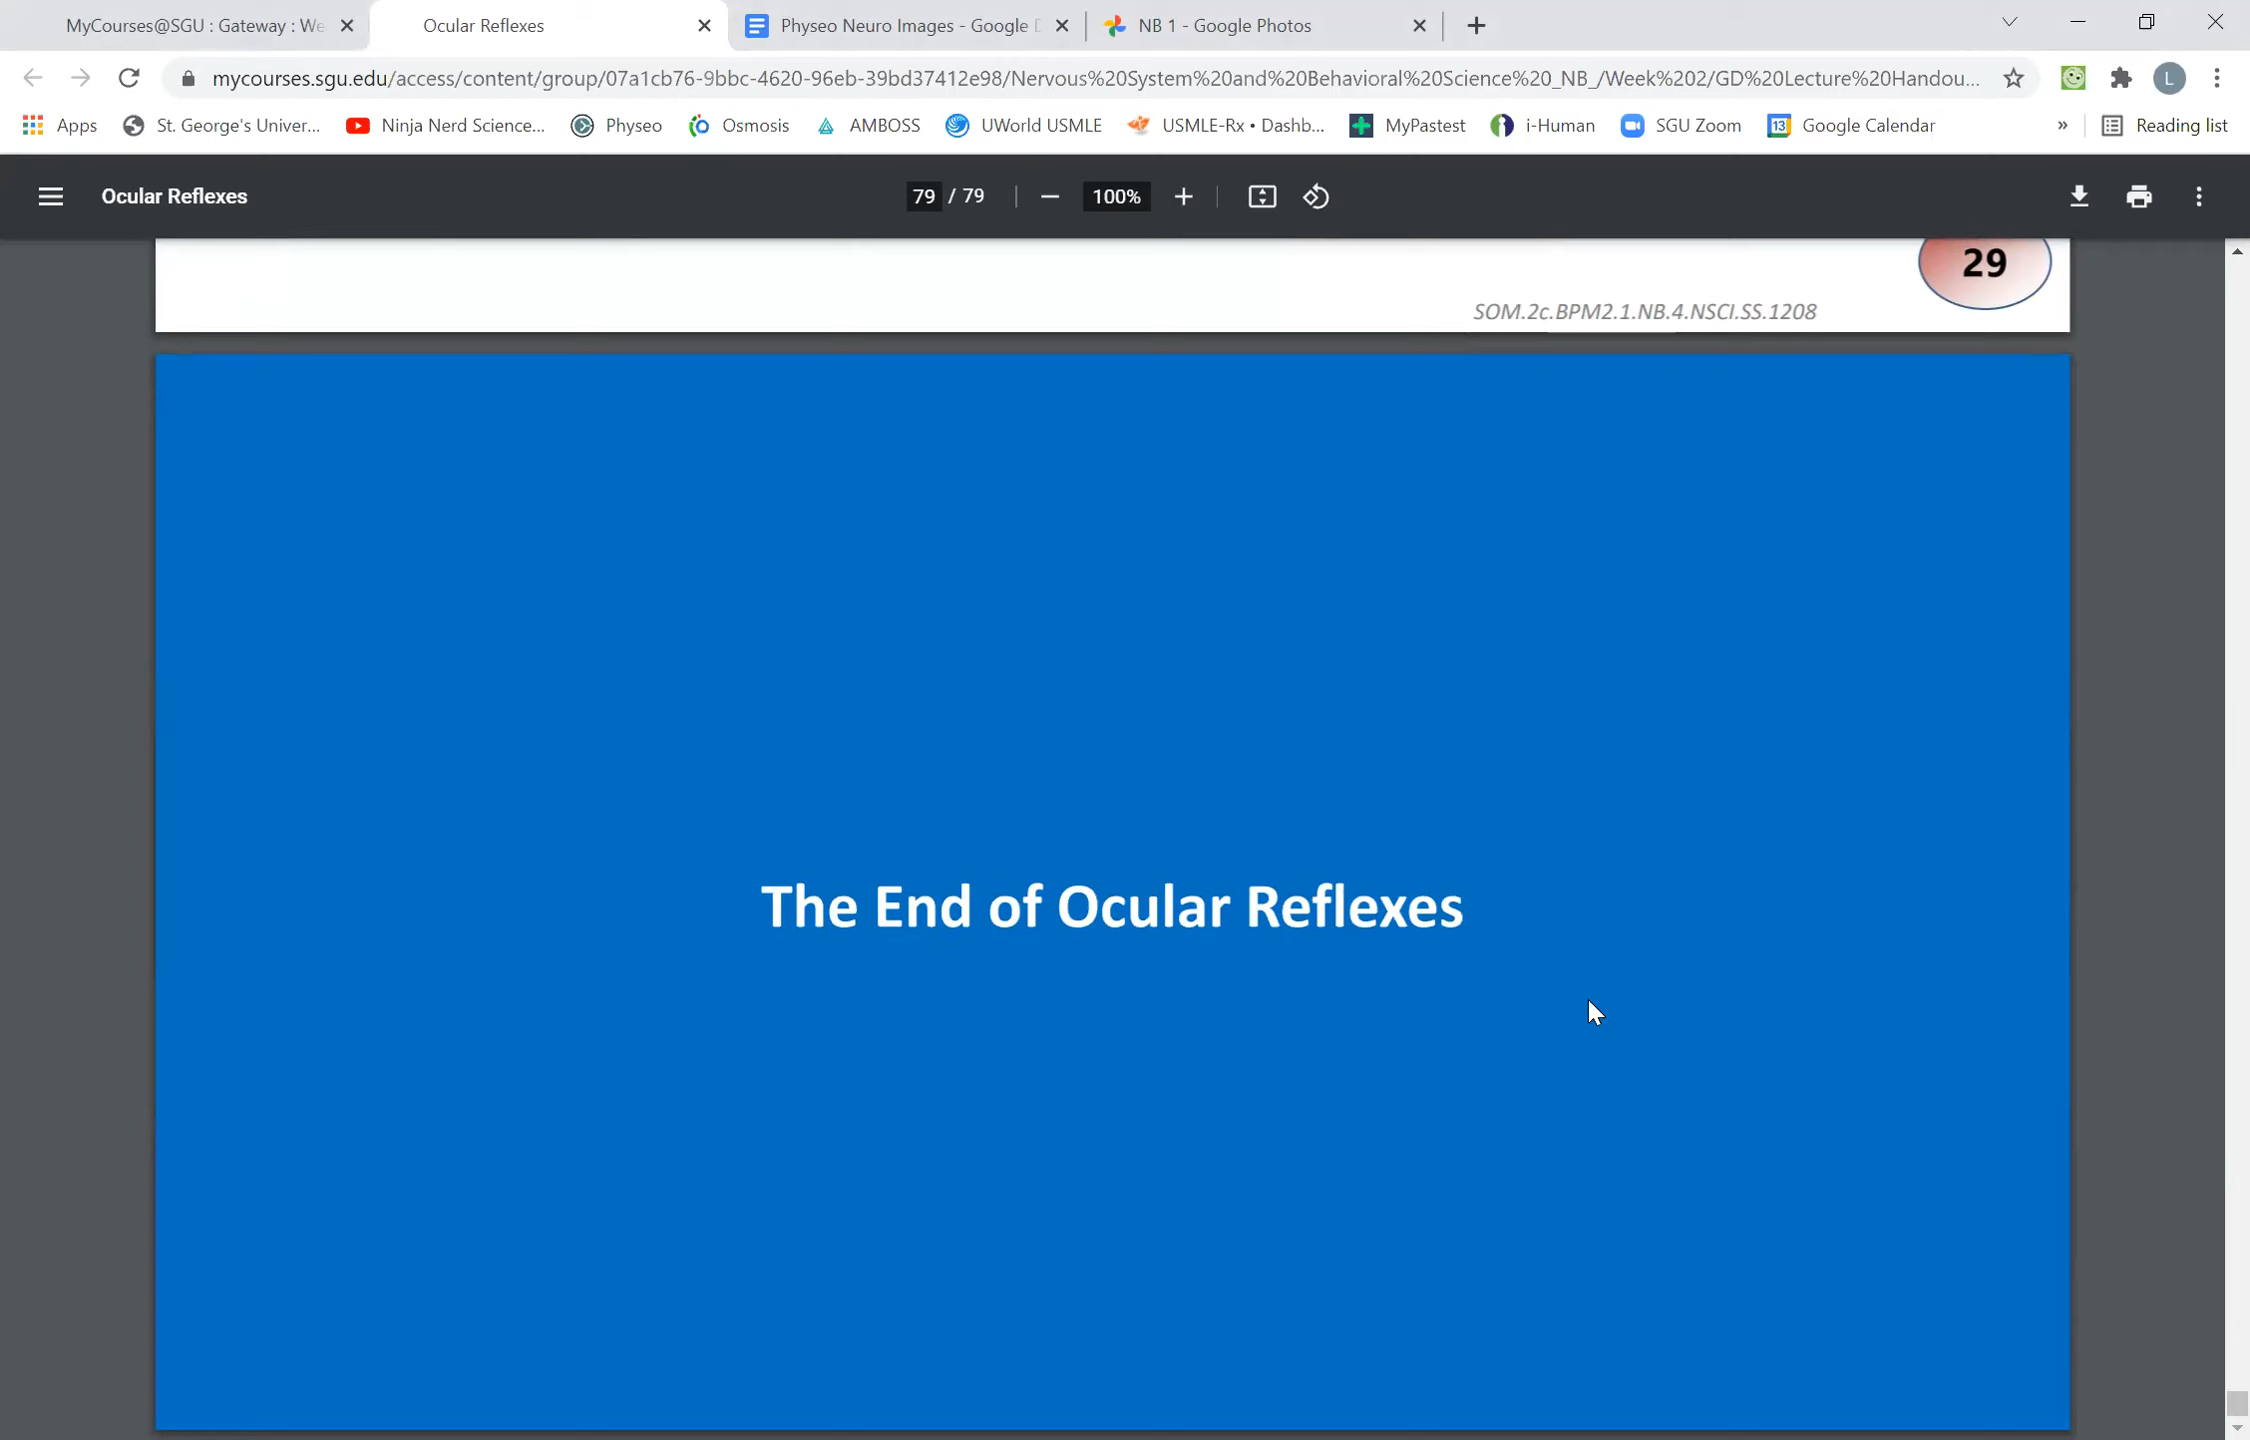 MyCourses@SGU : Gateway : We
Ocular Reflexes
Physeo Neuro Images - Google D
NB 1 - Google Photos
mycourses.sgu.edu/access/content/group/07a1cb76-9bbc-4620-96eb-39bd37412e98/Nervous%20System%20and%20Behavioral%20Science%20_NB_/Week%202/GD%20Lecture%20Handou...
L
Apps
St. George's Univer...
Ninja Nerd Science...
Physeo
Osmosis
AMBOSS
UWorld USMLE
USMLE-Rx • Dashb...
MyPastest
i-Human
SGU Zoom
13
Google Calendar
»
Reading list
Ocular Reflexes
79 / 79
100%
29
SOM.2c.BPM2.1.NB.4.NSCI.SS.1208
The End of Ocular Reflexes